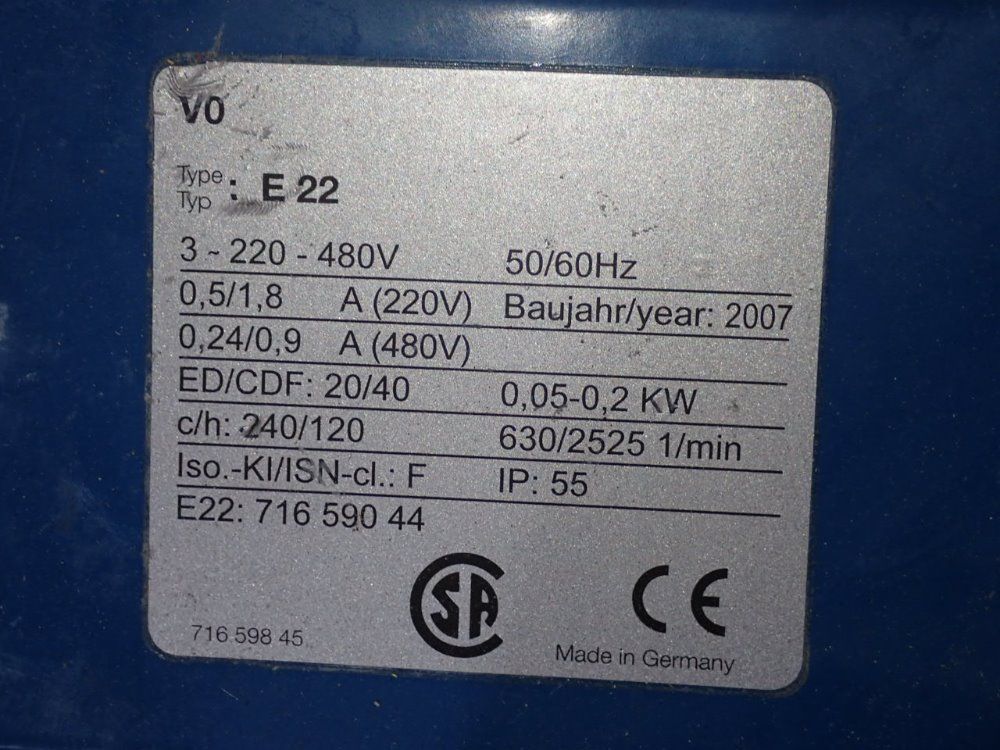 V0
Type
Typ : E 22
3 ~ 220 - 480V 50/60Hz
0,5/1,8 A (220V) Baujahr/year: 2007
0,24/0,9 A (480V)
ED/CDF: 20/40 0,05-0,2 KW
c/h: 240/120 630/2525 1/min
Iso.-KI/ISN-cl.: F IP: 55
E22: 716 590 44
CSA CE
716 598 45 Made in Germany